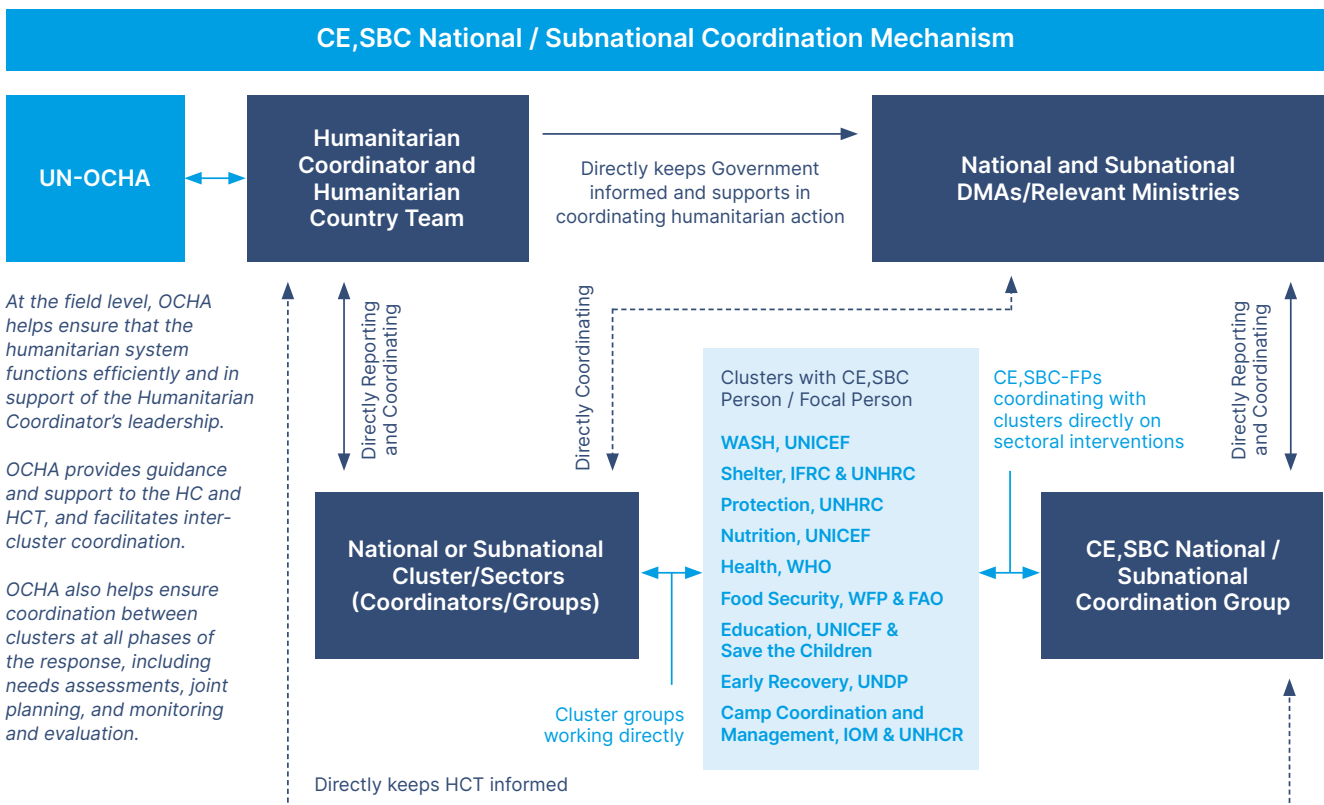 CE,SBC National / Subnational Coordination Mechanism
UN-OCHA
Humanitarian
Coordinator and
Humanitarian
Country Team
Directly keeps Government
informed and supports in
coordinating humanitarian action
National and Subnational
DMAs/Relevant Ministries
At the field level, OCHA
helps ensure that the
humanitarian system
functions efficiently and in
support of the Humanitarian
Coordinator’s leadership.
OCHA provides guidance
and support to the HC and
HCT, and facilitates inter-
cluster coordination.
OCHA also helps ensure
coordination between
clusters at all phases of
the response, including
needs assessments, joint
planning, and monitoring
and evaluation.
Directly Reporting
and Coordinating
Directly Coordinating
Clusters with CE,SBC
Person / Focal Person
WASH, UNICEF
Shelter, IFRC & UNHRC
Protection, UNHRC
Nutrition, UNICEF
Health, WHO
Food Security, WFP & FAO
Education, UNICEF &
Save the Children
Early Recovery, UNDP
Camp Coordination and
Management, IOM & UNHCR
CE,SBC-FPs
coordinating with
clusters directly on
sectoral interventions
Directly Reporting
and Coordinating
National or Subnational
Cluster/Sectors
(Coordinators/Groups)
CE,SBC National /
Subnational
Coordination Group
Cluster groups
working directly
Directly keeps HCT informed